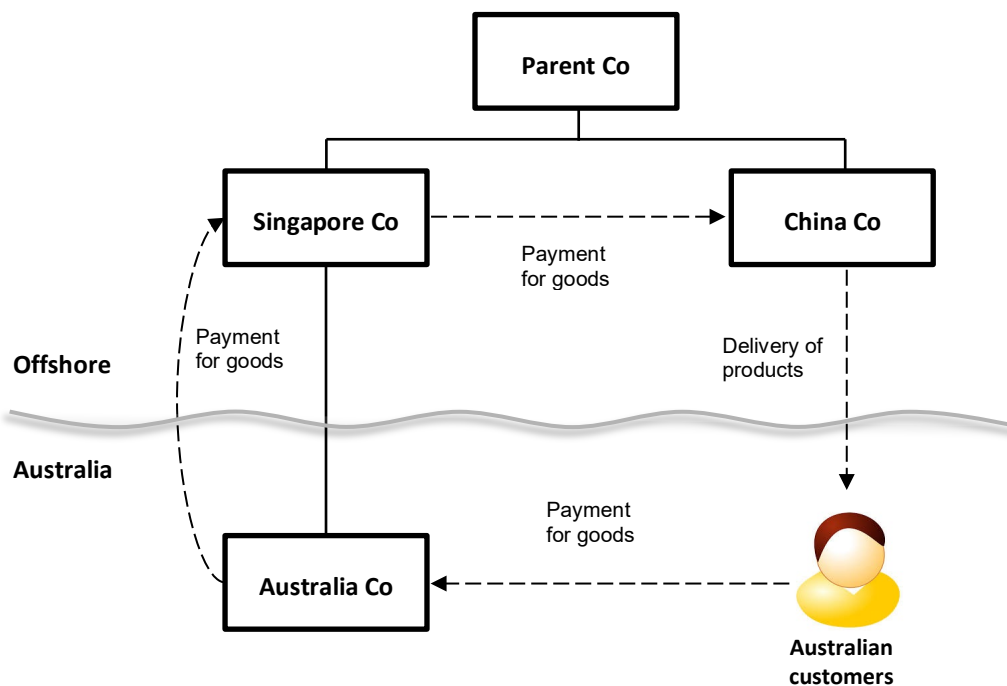 Parent Co
Singapore Co
China Co
Payment
for goods
Payment
for goods
Delivery of
products
Offshore
Australia
Payment
for goods
Australia Co
Australian
customers